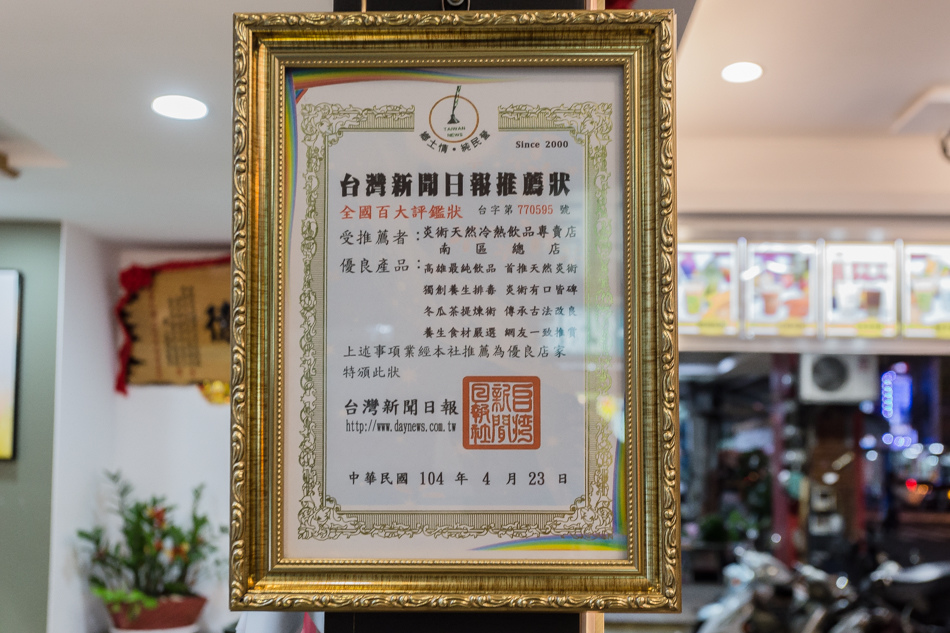 TAIWAN
NEWS
鄉土情・純民營
Since 2000
台灣新聞日報推薦狀
全國百大評鑑狀 台字第 770595 號
受推薦者：炎術天然冷熱飲品專賣店
南區總店
優良產品：高雄最純飲品 首推天然炎術
獨創養生排毒 炎術有口皆碑
冬瓜茶提煉術 傳承古法改良
養生食材嚴選 網友一致推賞
上述事項業經本社推薦為優良店家
特頒此狀
台灣新聞日報
http://www.daynews.com.tw
台灣新聞日報社
中華民國 104 年 4 月 23 日